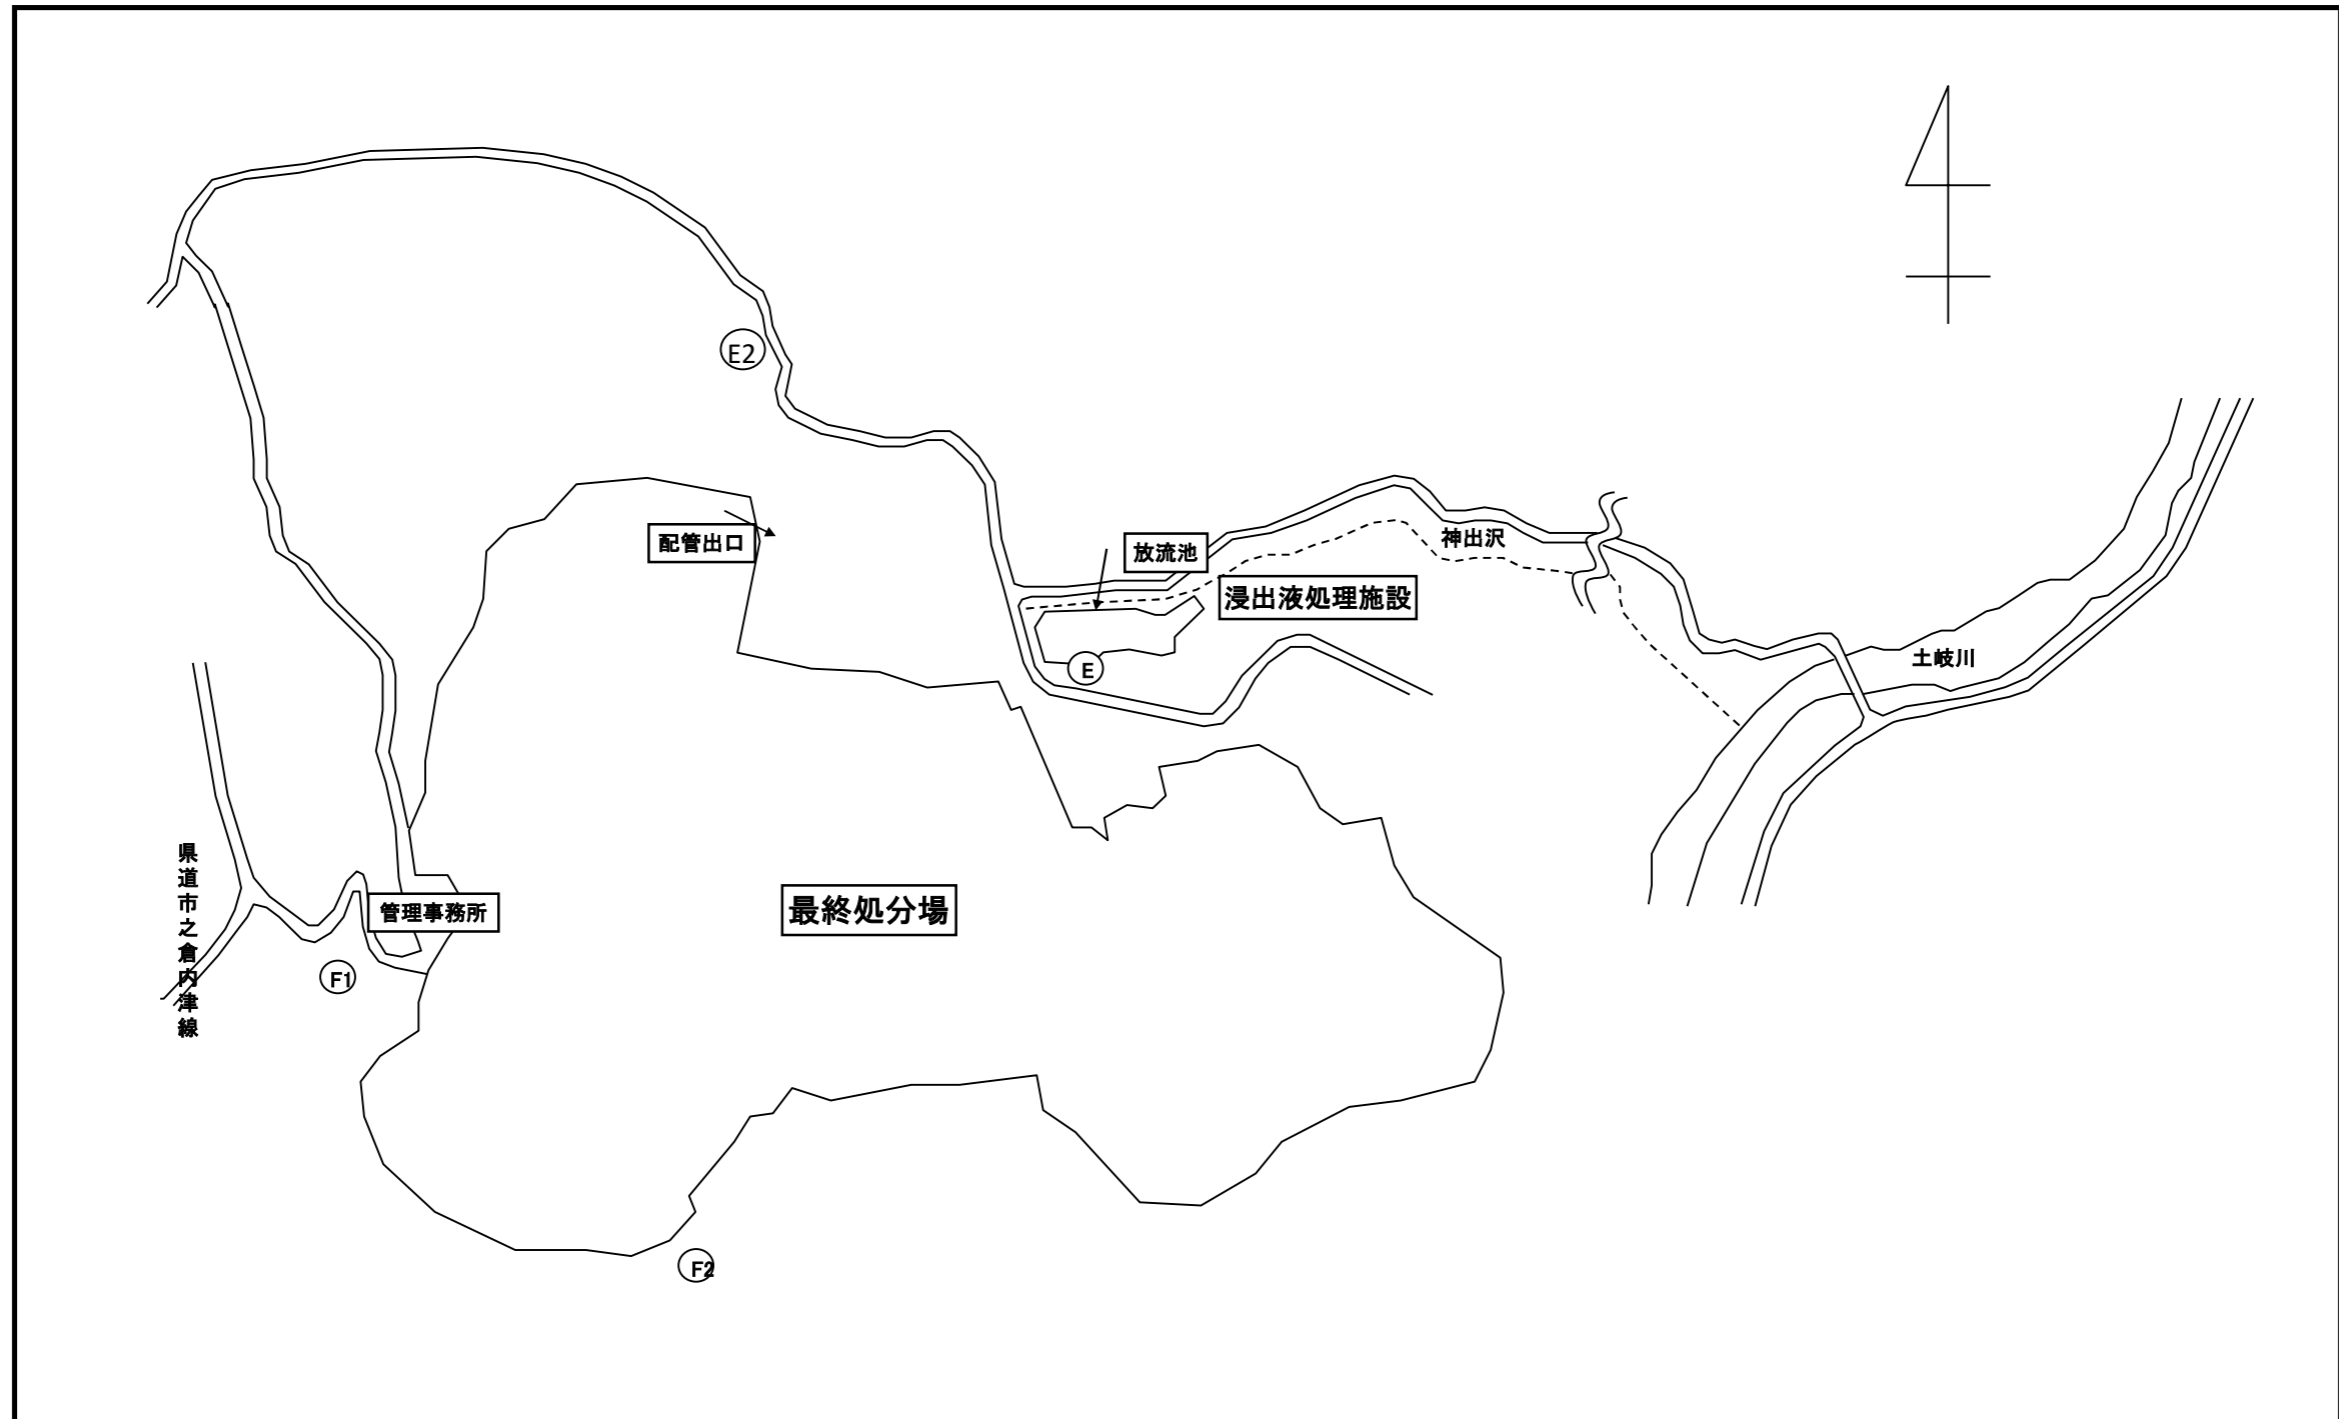 E2
配管出口
放流池
神出沢
浸出液処理施設
土岐川
E
県道市之倉内津線
管理事務所
最終処分場
F1
F2